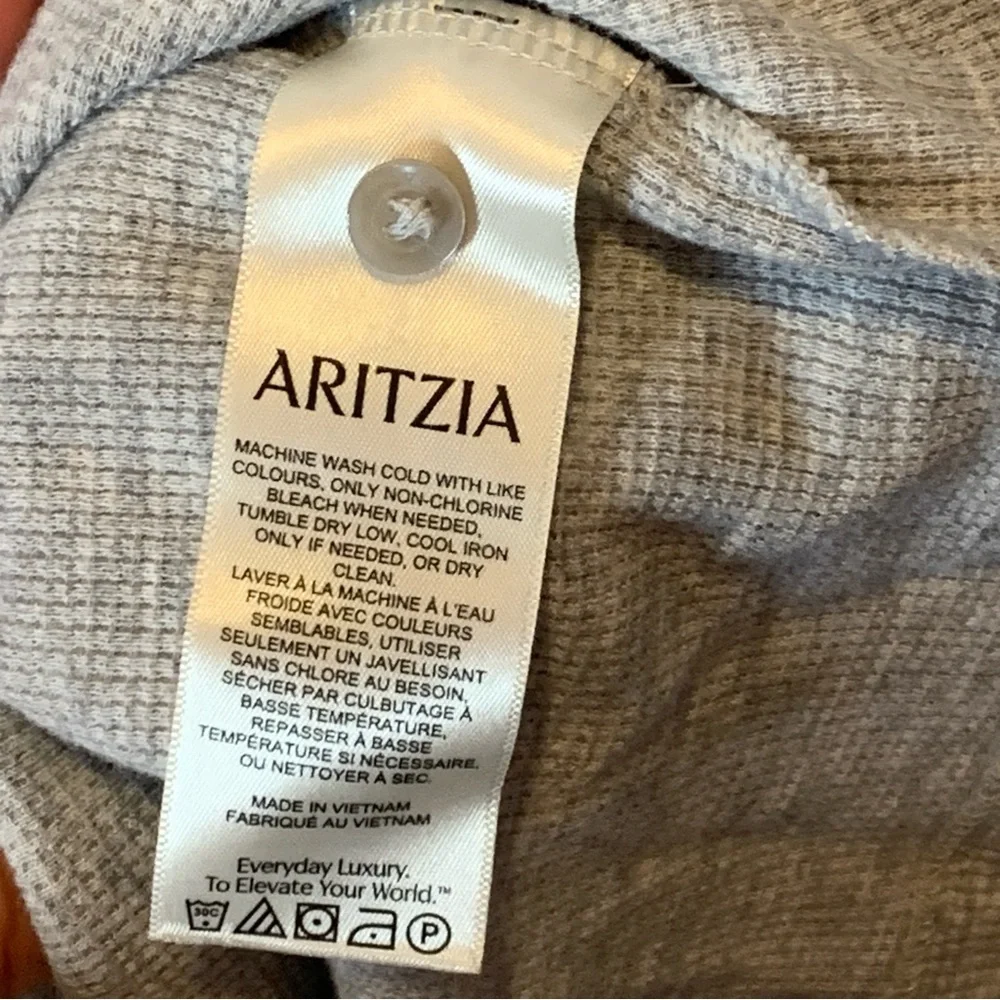 ARITZIA
MACHINE WASH COLD WITH LIKE
COLOURS, ONLY NON-CHLORINE
BLEACH WHEN NEEDED,
TUMBLE DRY LOW, COOL IRON
ONLY IF NEEDED, OR DRY
CLEAN.
LAVER À LA MACHINE À L'EAU
FROIDE AVEC COULEURS
SEMBLABLES, UTILISER
SEULEMENT UN JAVELLISANT
SANS CHLORE AU BESOIN,
SÉCHER PAR CULBUTAGE À
BASSE TEMPÉRATURE,
REPASSER À BASSE
TEMPÉRATURE SI NÉCESSAIRE.
OU NETTOYER À SEC.
MADE IN VIETNAM
FABRIQUÉ AU VIETNAM
Everyday Luxury.
To Elevate Your World.™
30C P